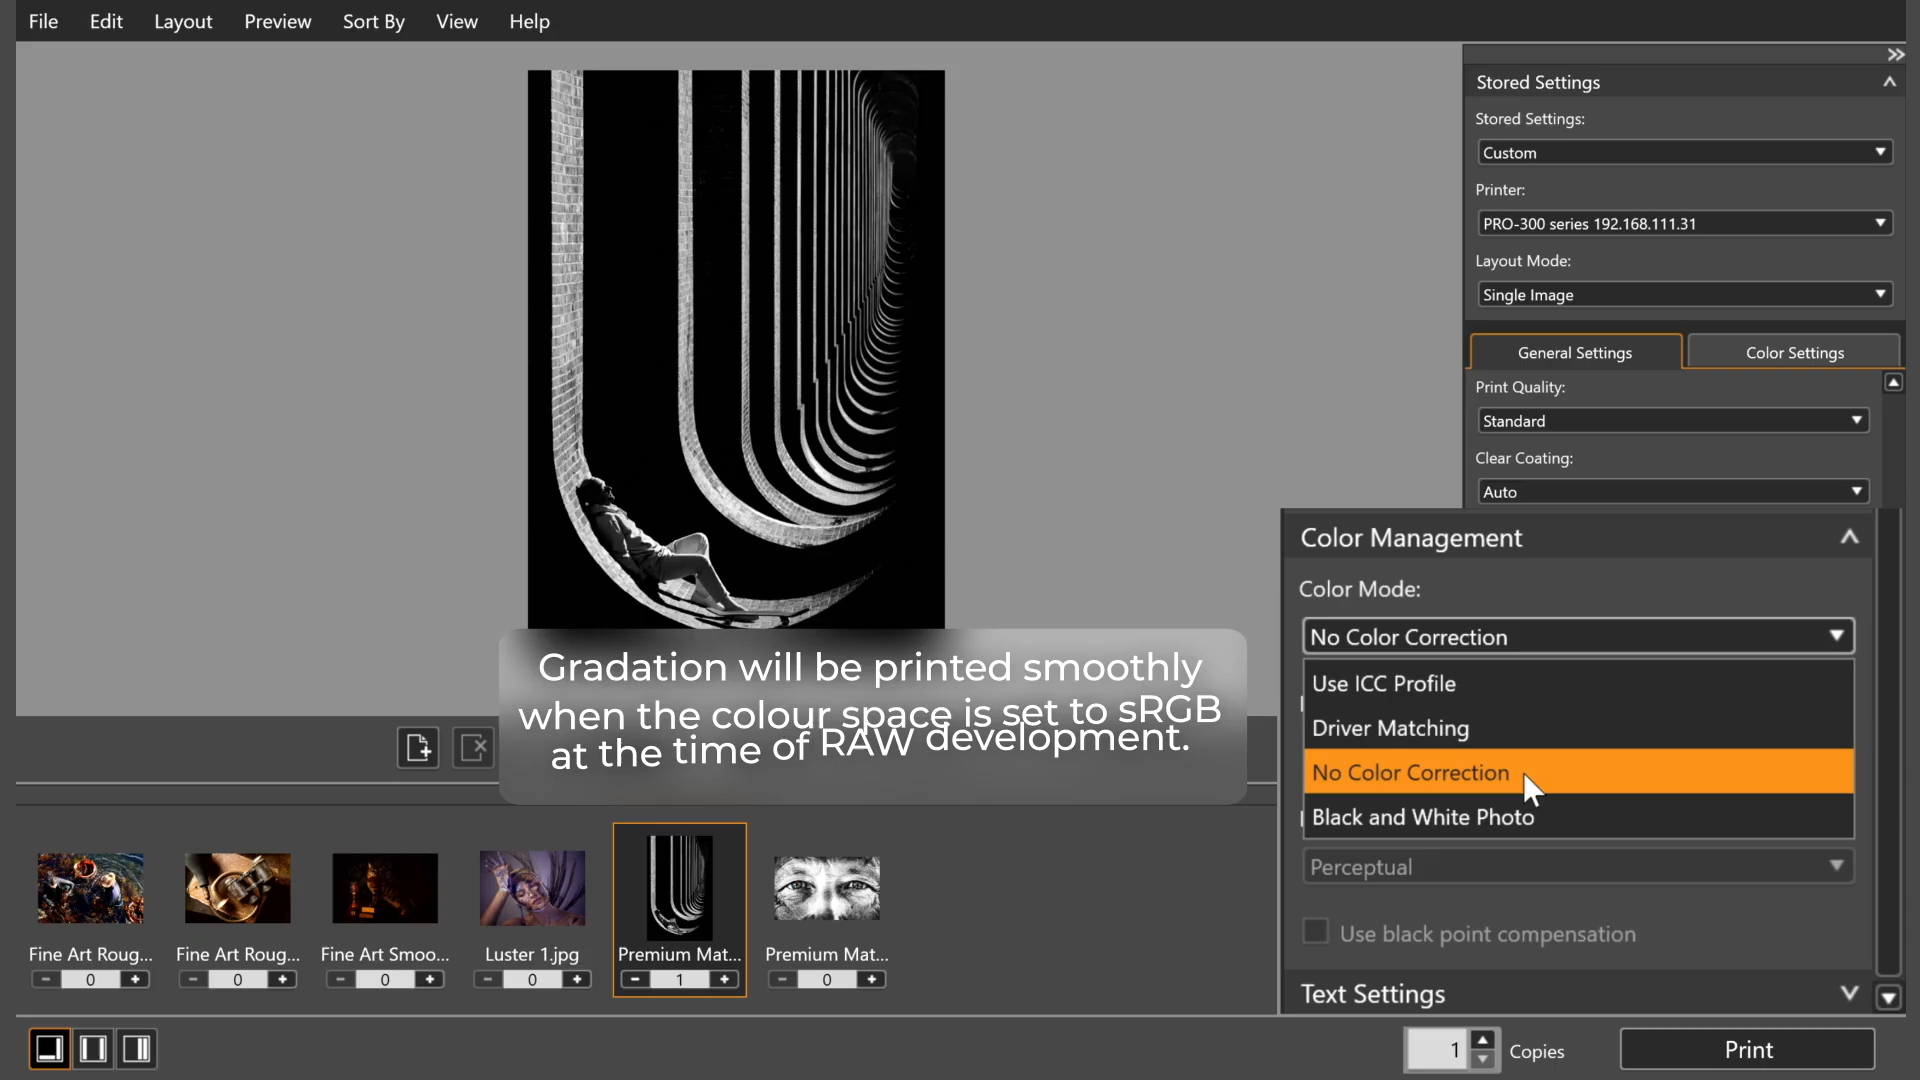 File Edit Layout Preview Sort By View Help
Stored Settings
Stored Settings:
Custom
Printer:
PRO-300 series 192.168.111.31
Layout Mode:
Single Image
General Settings Color Settings
Print Quality:
Standard
Clear Coating:
Auto
Color Management
Color Mode:
No Color Correction
Use ICC Profile
Driver Matching
No Color Correction
Black and White Photo
Perceptual
Use black point compensation
Text Settings
Gradation will be printed smoothly
when the colour space is set to sRGB
at the time of RAW development.
Fine Art Roug... Fine Art Roug... Fine Art Smoo... Luster 1.jpg Premium Mat... Premium Mat...
- 0 + - 0 + - 0 + - 0 + - 1 + - 0 +
1 Copies Print